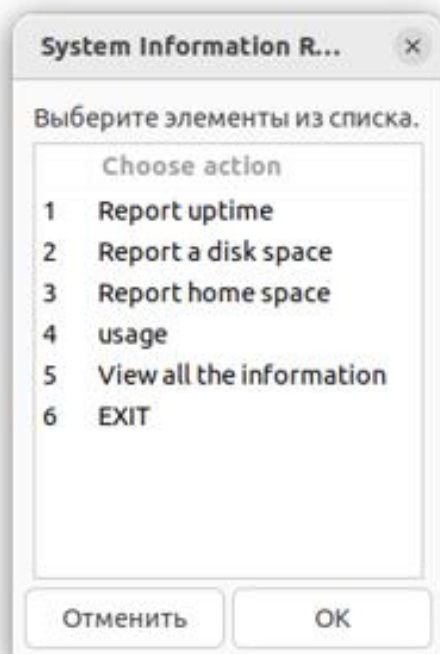 System Information R...
Выберите элементы из списка.
Choose action
1 Report uptime
2 Report a disk space
3 Report home space
4 usage
5 View all the information
6 EXIT
Отменить OK